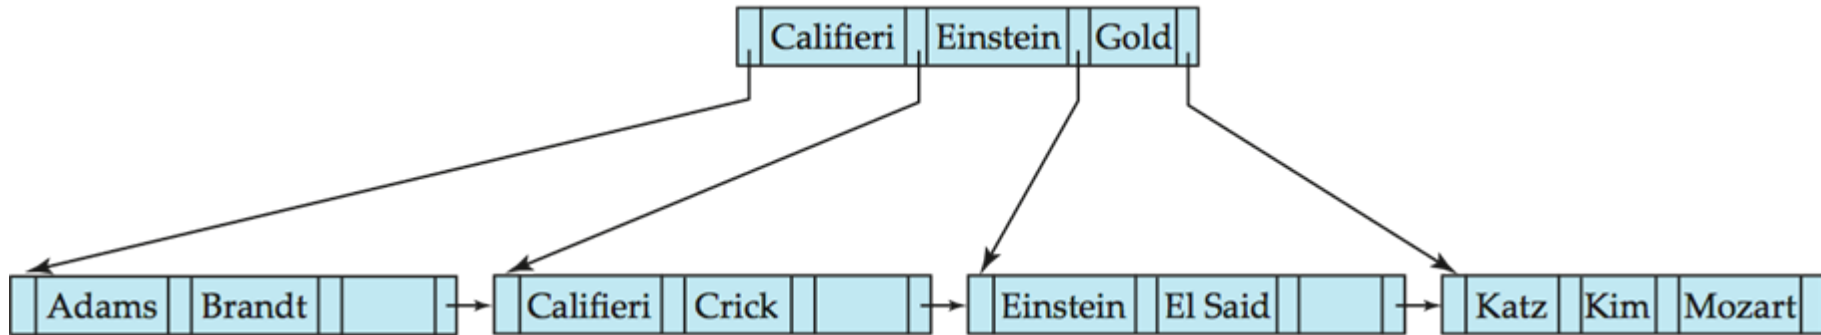 Califieri Einstein Gold
Adams Brandt Califieri Crick Einstein El Said Katz Kim Mozart